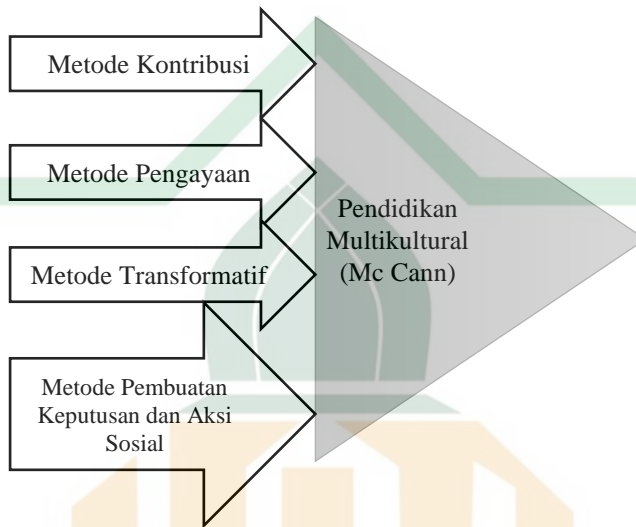 Metode Kontribusi
Metode Pengayaan
Metode Transformatif
Metode Pembuatan
Keputusan dan Aksi
Sosial
Pendidikan
Multikultural
(Mc Cann)